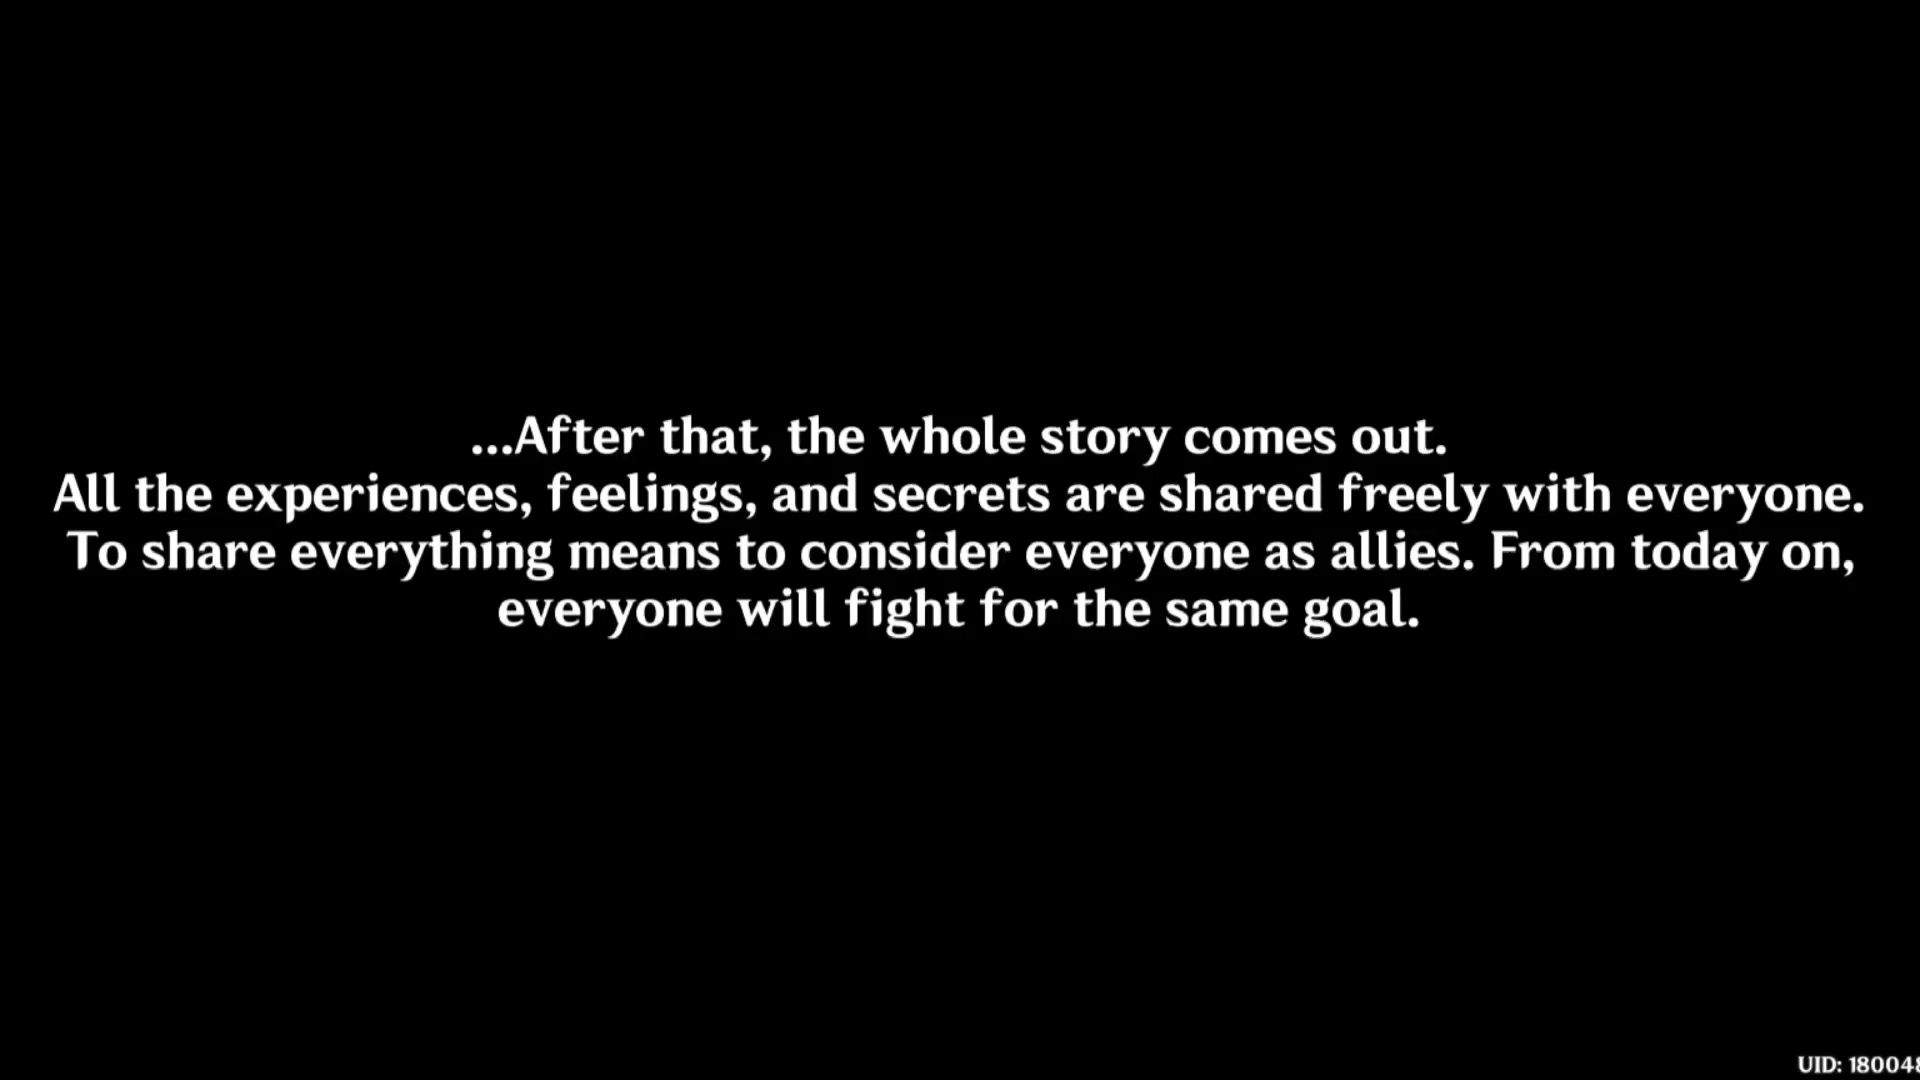 ...After that, the whole story comes out.
All the experiences, feelings, and secrets are shared freely with everyone.
To share everything means to consider everyone as allies. From today on,
everyone will fight for the same goal.
UID: 180048